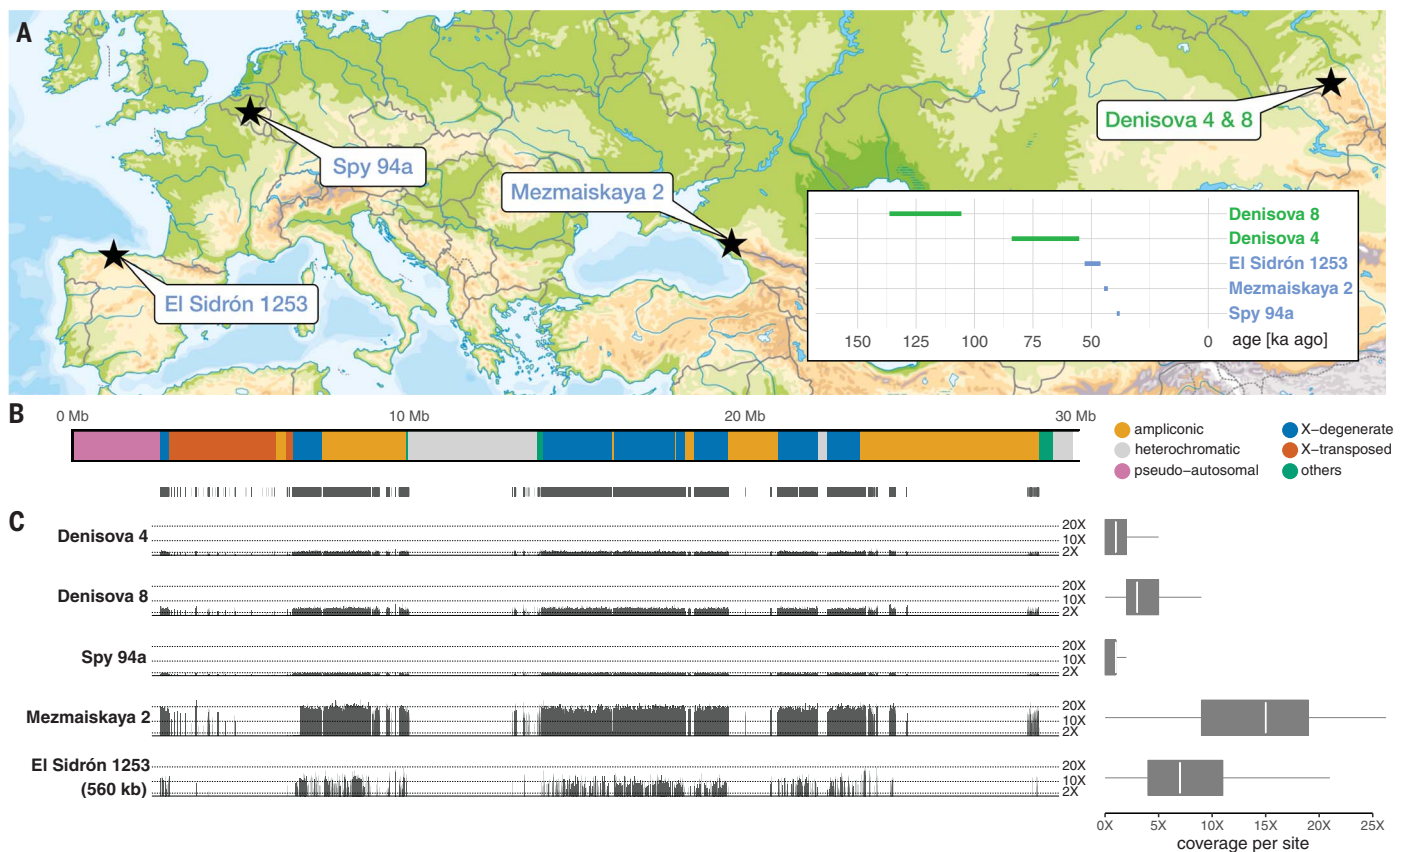 A
Spy 94a
Denisova 4 & 8
Mezmaiskaya 2
El Sidrón 1253
Denisova 8
Denisova 4
El Sidrón 1253
Mezmaiskaya 2
Spy 94a
150 125 100 75 50 0 age [ka ago]
B
0 Mb 10 Mb 20 Mb 30 Mb
ampliconic X−degenerate
heterochromatic X−transposed
pseudo−autosomal others
C
Denisova 4
20X
10X
2X
Denisova 8
20X
10X
2X
Spy 94a
20X
10X
2X
Mezmaiskaya 2
20X
10X
2X
El Sidrón 1253
(560 kb)
20X
10X
2X
0X 5X 10X 15X 20X 25X
coverage per site